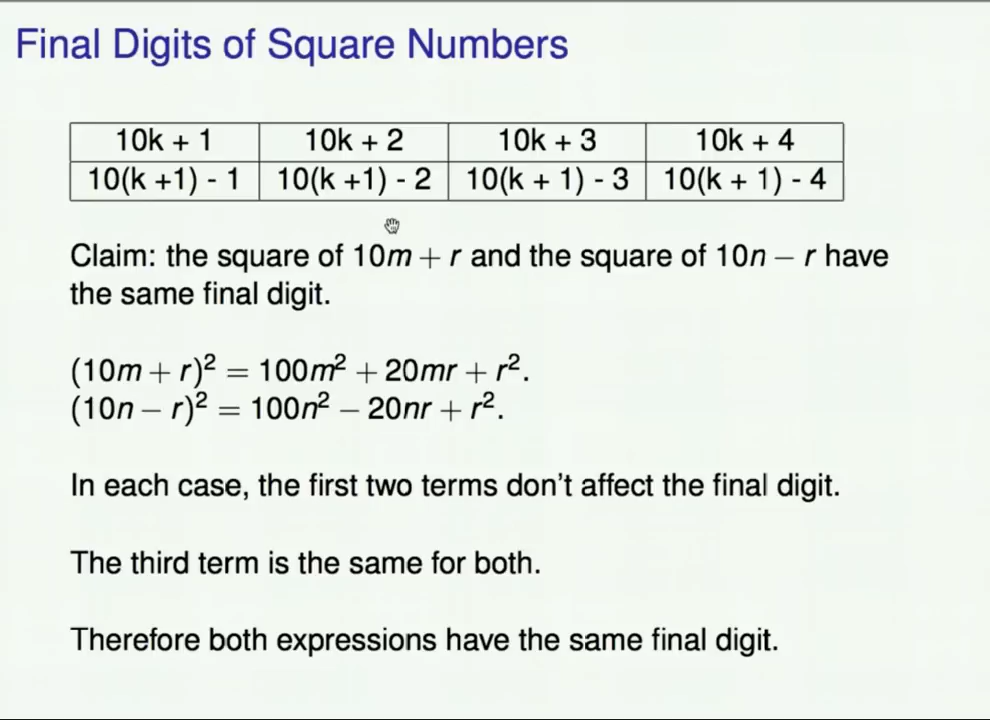 Final Digits of Square Numbers
10k + 1 10k + 2 10k + 3 10k + 4
10(k +1) - 1 10(k +1) - 2 10(k + 1) - 3 10(k + 1) - 4
Claim: the square of 10m + r and the square of 10n − r have
the same final digit.
(10m + r)² = 100m² + 20mr + r².
(10n − r)² = 100n² − 20nr + r².
In each case, the first two terms don't affect the final digit.
The third term is the same for both.
Therefore both expressions have the same final digit.